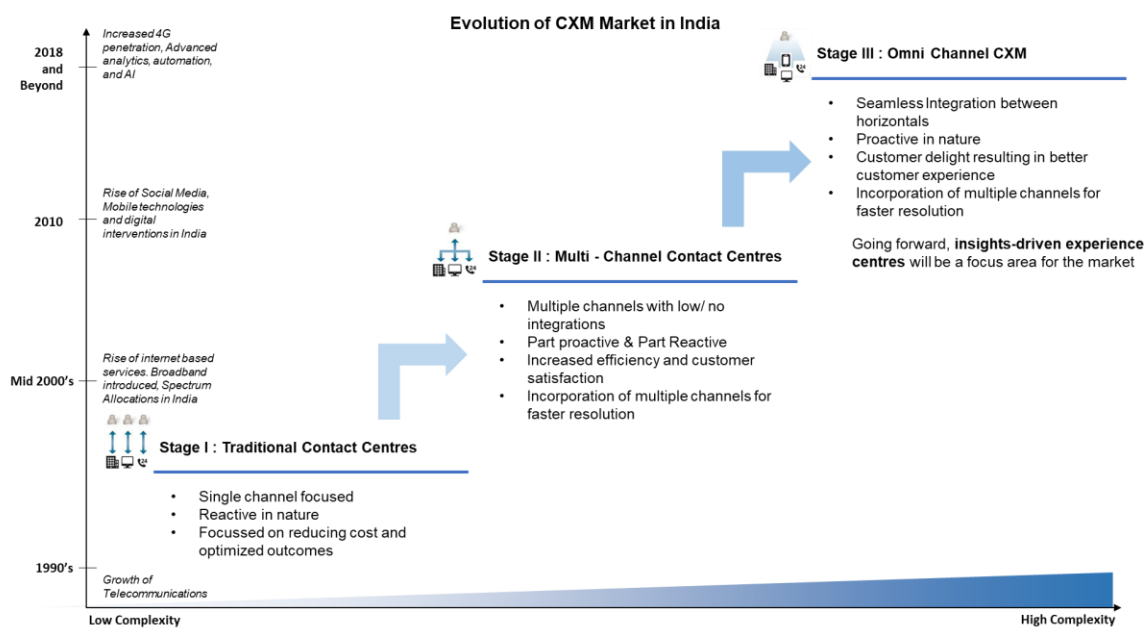 Evolution of CXM Market in India
2018
and
Beyond
Increased 4G
penetration, Advanced
analytics, automation,
and AI
Stage III : Omni Channel CXM
• Seamless Integration between
horizontals
• Proactive in nature
• Customer delight resulting in better
customer experience
• Incorporation of multiple channels for
faster resolution
Going forward, insights-driven experience
centres will be a focus area for the market
2010
Rise of Social Media,
Mobile technologies
and digital
interventions in India
24
Stage II : Multi - Channel Contact Centres
• Multiple channels with low/ no
integrations
• Part proactive & Part Reactive
• Increased efficiency and customer
satisfaction
• Incorporation of multiple channels for
faster resolution
Mid 2000's
Rise of internet based
services. Broadband
introduced, Spectrum
Allocations in India
24
Stage I : Traditional Contact Centres
• Single channel focused
• Reactive in nature
• Focussed on reducing cost and
optimized outcomes
1990's
Growth of
Telecommunications
Low Complexity
High Complexity